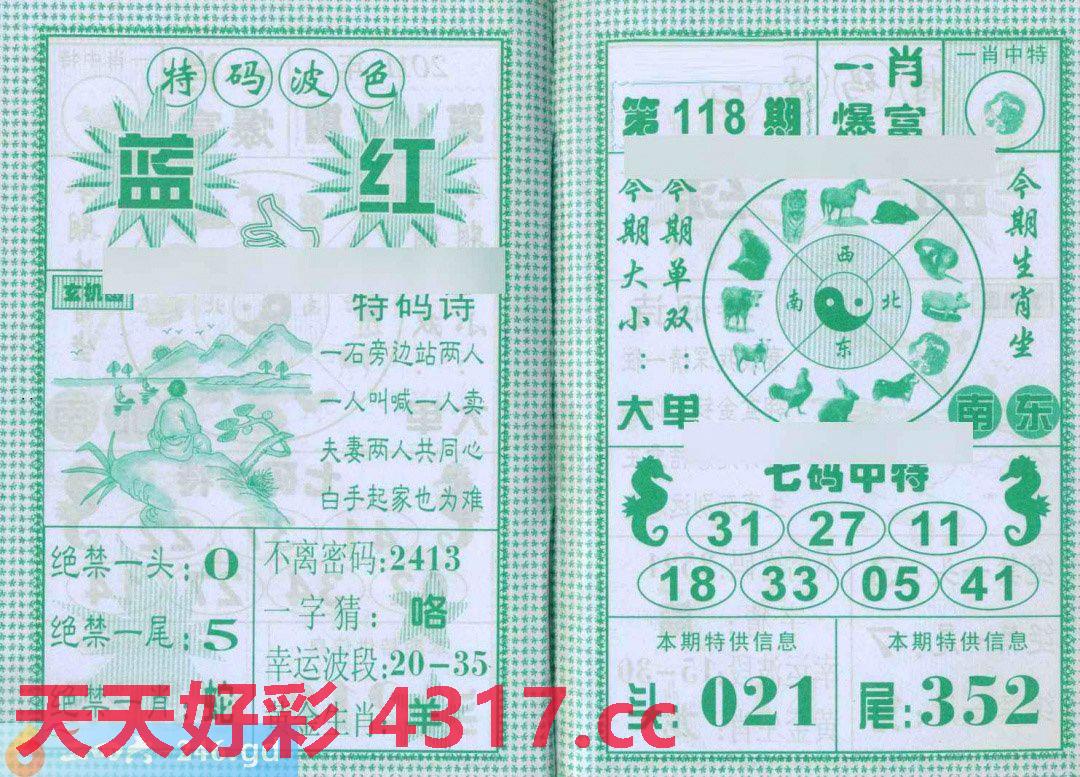 特码波色
蓝 红
特码诗
一石旁边站两人
一人叫喊一人卖
夫妻两人共同心
白手起家也为难
绝禁一头:0
绝禁一尾:5
不离密码:2413
一字猜:咯
幸运波段:20-35
天天好彩 4317.cc
第118期
一肖
爆富
一肖中特
今期大小:大
今期单双:单
西
南 北
东
今期生肖坐
南 东
七码中特
31 27 11
18 33 05 41
本期特供信息
头:021
本期特供信息
尾:352